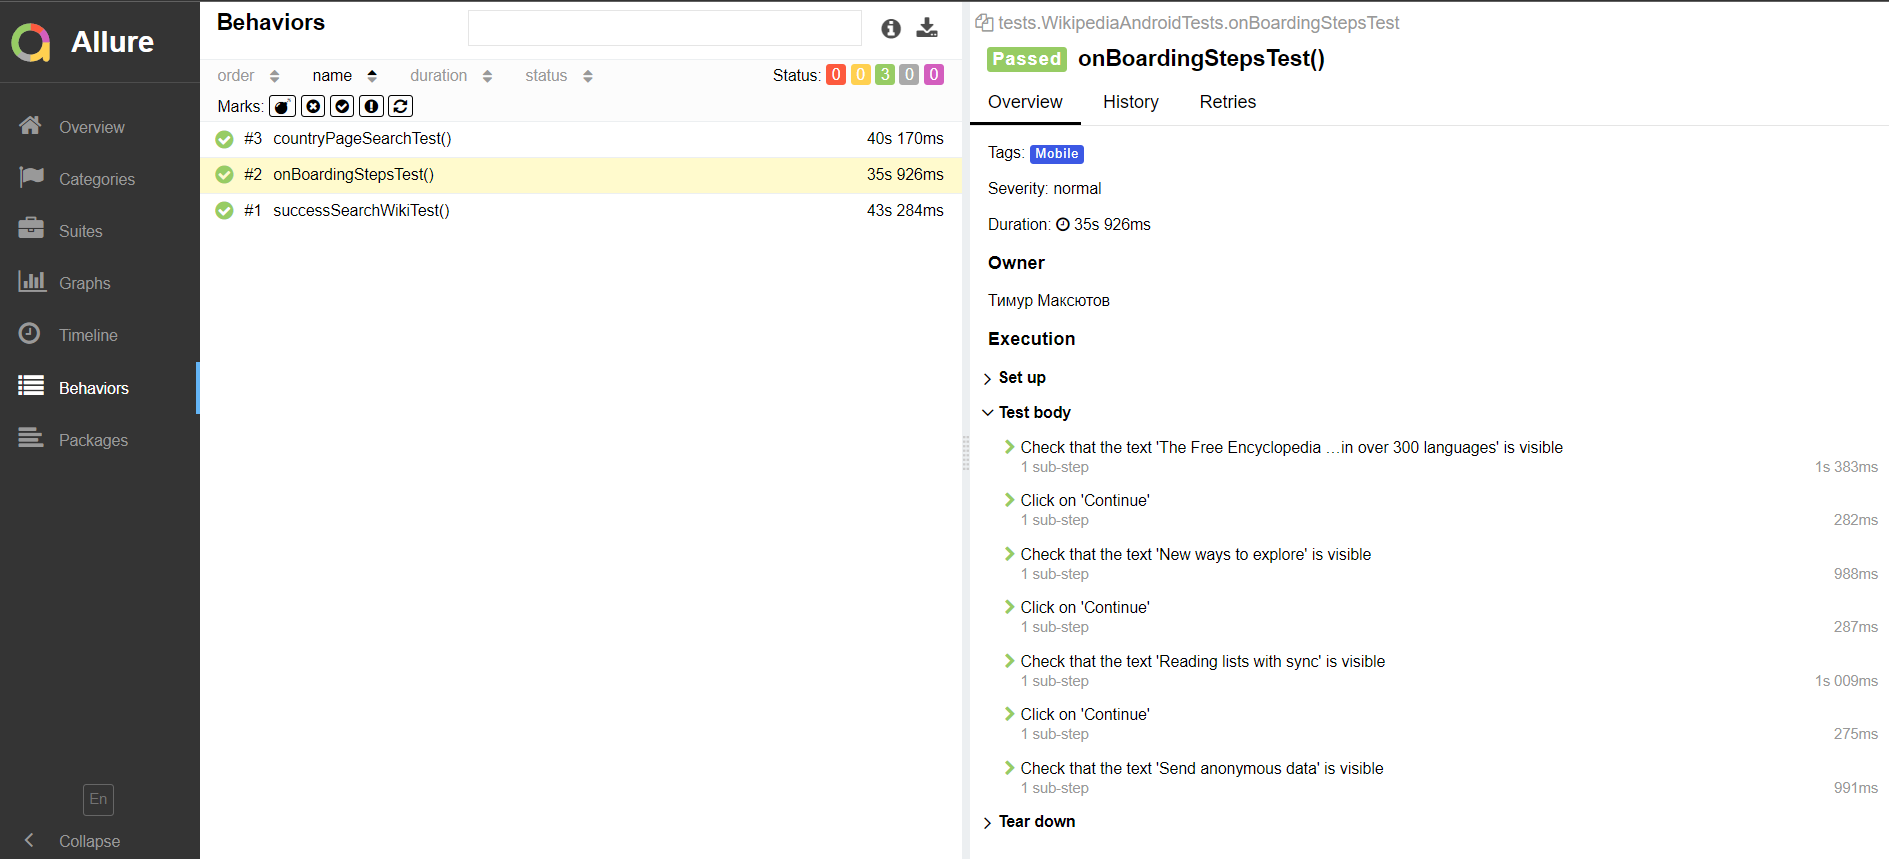 Allure
Overview
Categories
Suites
Graphs
Timeline
Behaviors
Packages
En
Collapse
Behaviors
order name duration status Status: 0 0 3 0 0
Marks:
#3 countryPageSearchTest() 40s 170ms
#2 onBoardingStepsTest() 35s 926ms
#1 successSearchWikiTest() 43s 284ms
tests.WikipediaAndroidTests.onBoardingStepsTest
Passed onBoardingStepsTest()
Overview History Retries
Tags: Mobile
Severity: normal
Duration: 35s 926ms
Owner
Тимур Максютов
Execution
Set up
Test body
Check that the text 'The Free Encyclopedia …in over 300 languages' is visible
1 sub-step 1s 383ms
Click on 'Continue'
1 sub-step 282ms
Check that the text 'New ways to explore' is visible
1 sub-step 988ms
Click on 'Continue'
1 sub-step 287ms
Check that the text 'Reading lists with sync' is visible
1 sub-step 1s 009ms
Click on 'Continue'
1 sub-step 275ms
Check that the text 'Send anonymous data' is visible
1 sub-step 991ms
Tear down